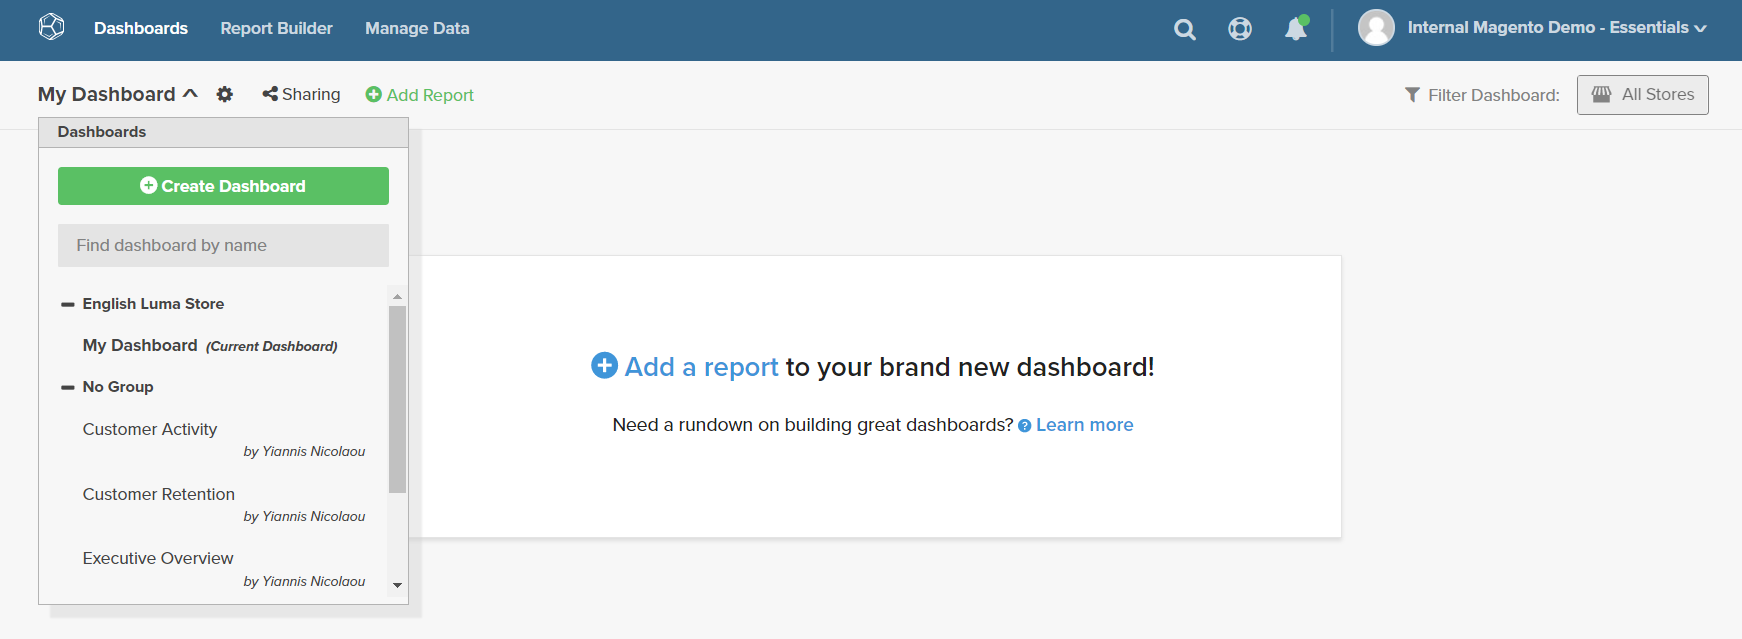 Dashboards Report Builder Manage Data Internal Magento Demo - Essentials
My Dashboard Sharing Add Report Filter Dashboard: All Stores
Dashboards
Create Dashboard
Find dashboard by name
English Luma Store
My Dashboard (Current Dashboard)
No Group
Customer Activity
by Yiannis Nicolaou
Customer Retention
by Yiannis Nicolaou
Executive Overview
by Yiannis Nicolaou
Add a report to your brand new dashboard!
Need a rundown on building great dashboards? Learn more